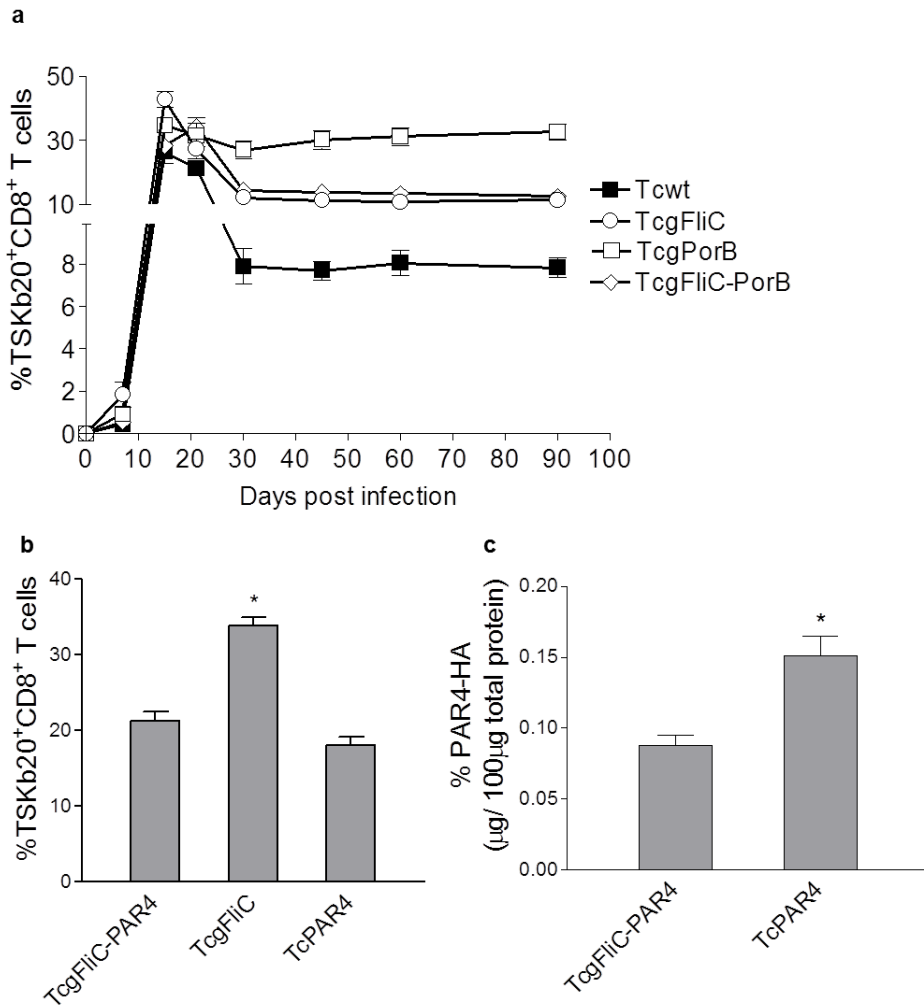 a
%TSKb20+CD8+ T cells
50
30
10
8
6
4
2
0
0 10 20 30 40 50 60 70 80 90 100
Days post infection
Tcwt
TcgFliC
TcgPorB
TcgFliC-PorB
b
%TSKb20+CD8+ T cells
40
30
20
10
0
*
TcgFliC-PAR4
TcgFliC
TcPAR4
c
% PAR4-HA
(µg/ 100µg total protein)
0.20
0.15
0.10
0.05
0.00
*
TcgFliC-PAR4
TcPAR4